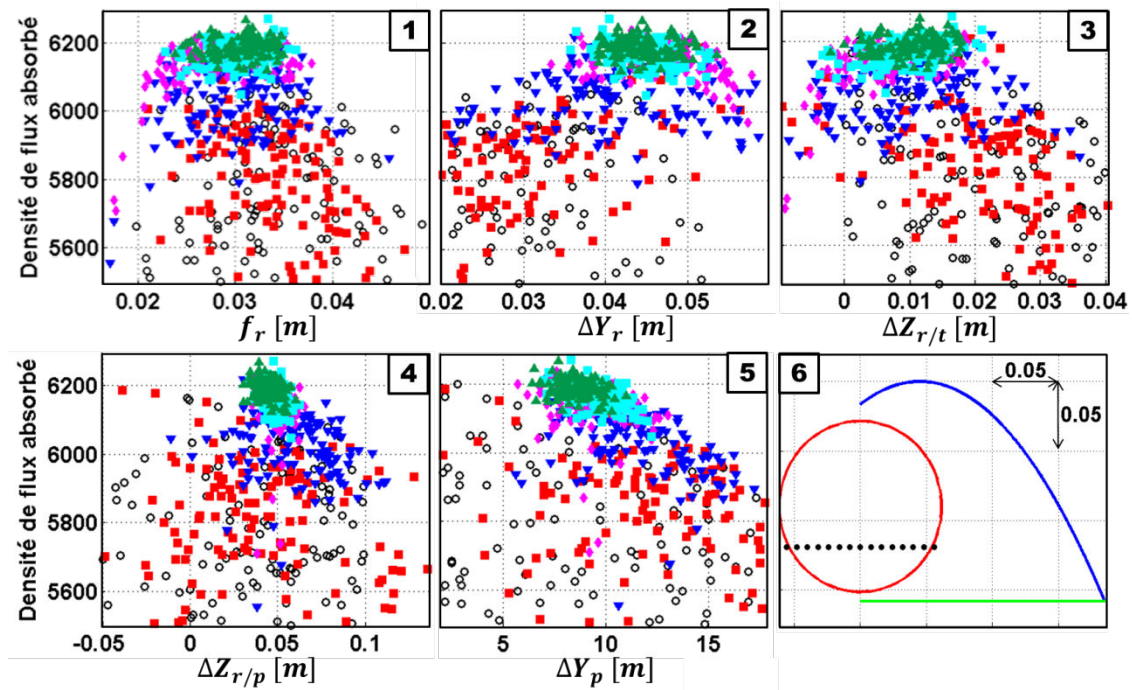 Densité de flux absorbé
6200
6000
5800
5600
1
0.02 0.03 0.04
f_r [m]
2
0.02 0.03 0.04 0.05
ΔY_r [m]
3
0 0.01 0.02 0.03 0.04
ΔZ_{r/t} [m]
Densité de flux absorbé
6200
6000
5800
5600
4
-0.05 0 0.05 0.1
ΔZ_{r/p} [m]
5
5 10 15
ΔY_p [m]
6
0.05
0.05